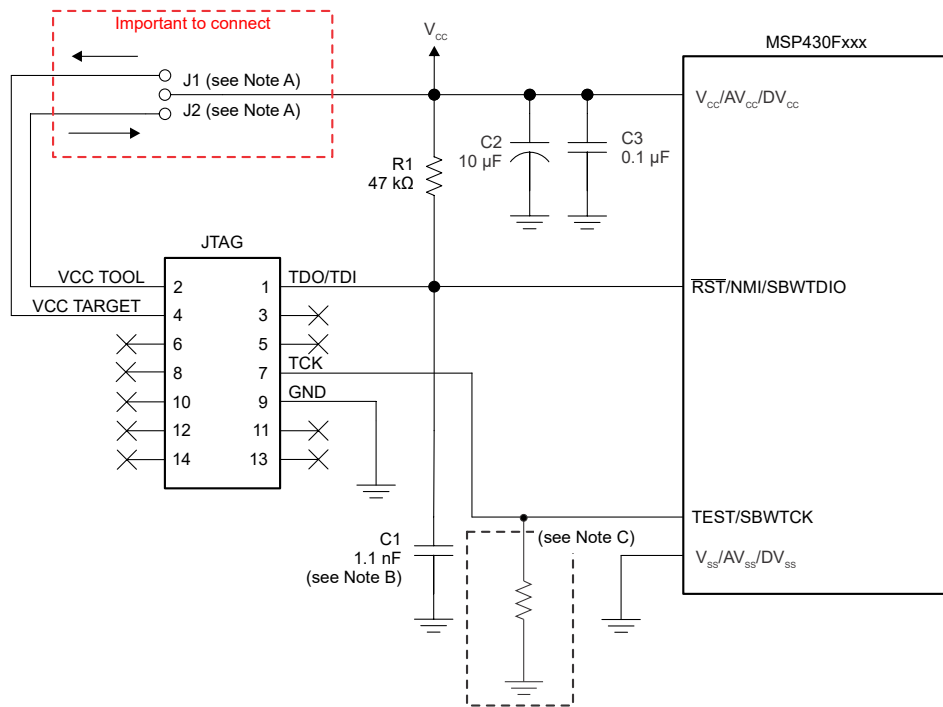 Important to connect
J1 (see Note A)
J2 (see Note A)
VCC
MSP430Fxxx
VCC/AVCC/DVCC
C2
10 µF
C3
0.1 µF
R1
47 kΩ
JTAG
VCC TOOL
VCC TARGET
2
4
6
8
10
12
14
1
3
5
7
9
11
13
TDO/TDI
TCK
GND
R̅S̅T̅/NMI/SBWTDIO
C1
1.1 nF
(see Note B)
(see Note C)
TEST/SBWTCK
VSS/AVSS/DVSS